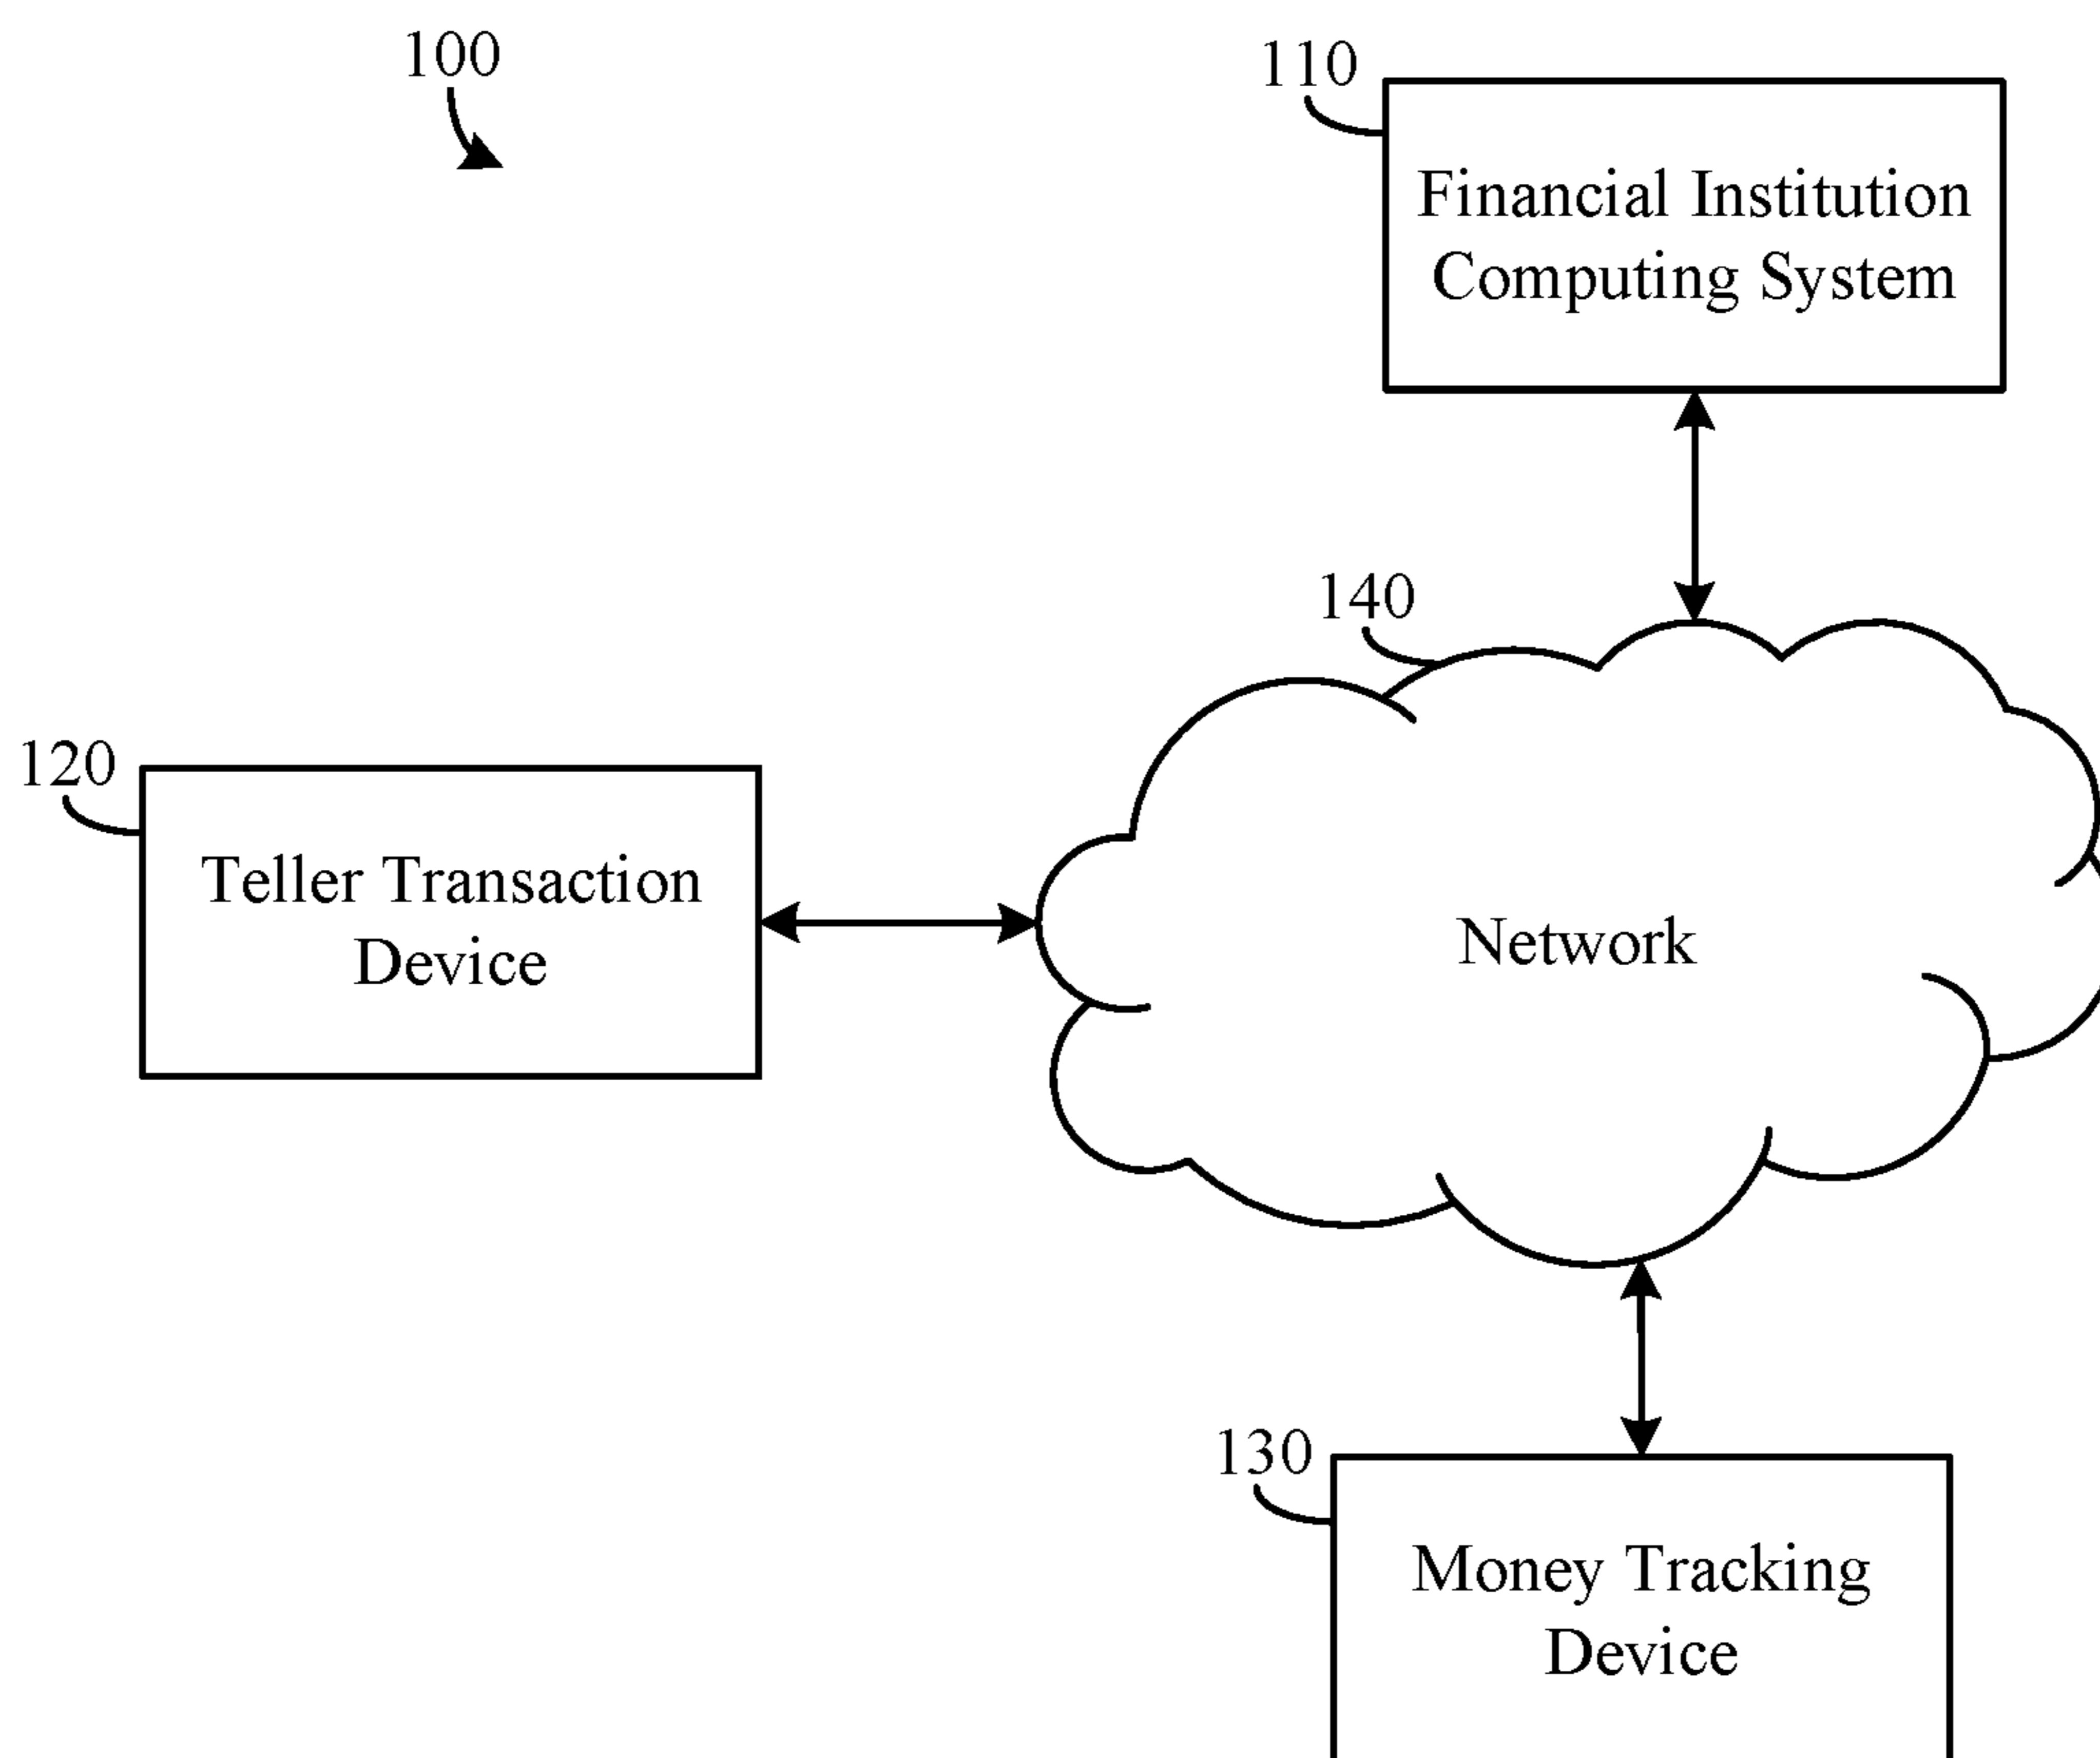 100
110
Financial Institution
Computing System
140
120
Teller Transaction
Device
Network
130
Money Tracking
Device